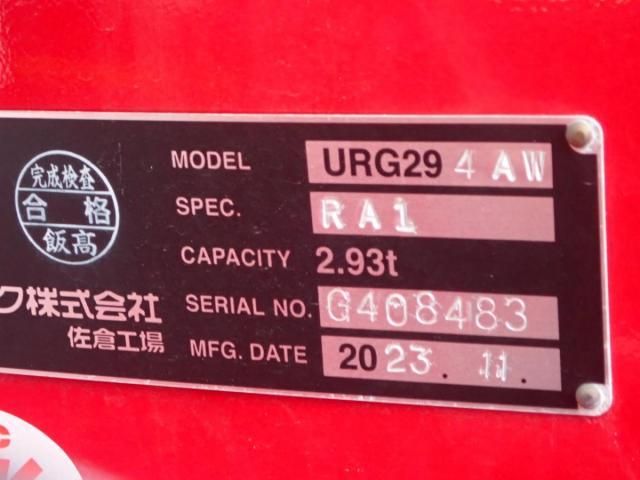 完成検査
合格
飯高
ク株式会社
佐倉工場
MODEL URG29 4 AW
SPEC. RA1
CAPACITY 2.93t
SERIAL NO. G408483
MFG. DATE 2023. 11.